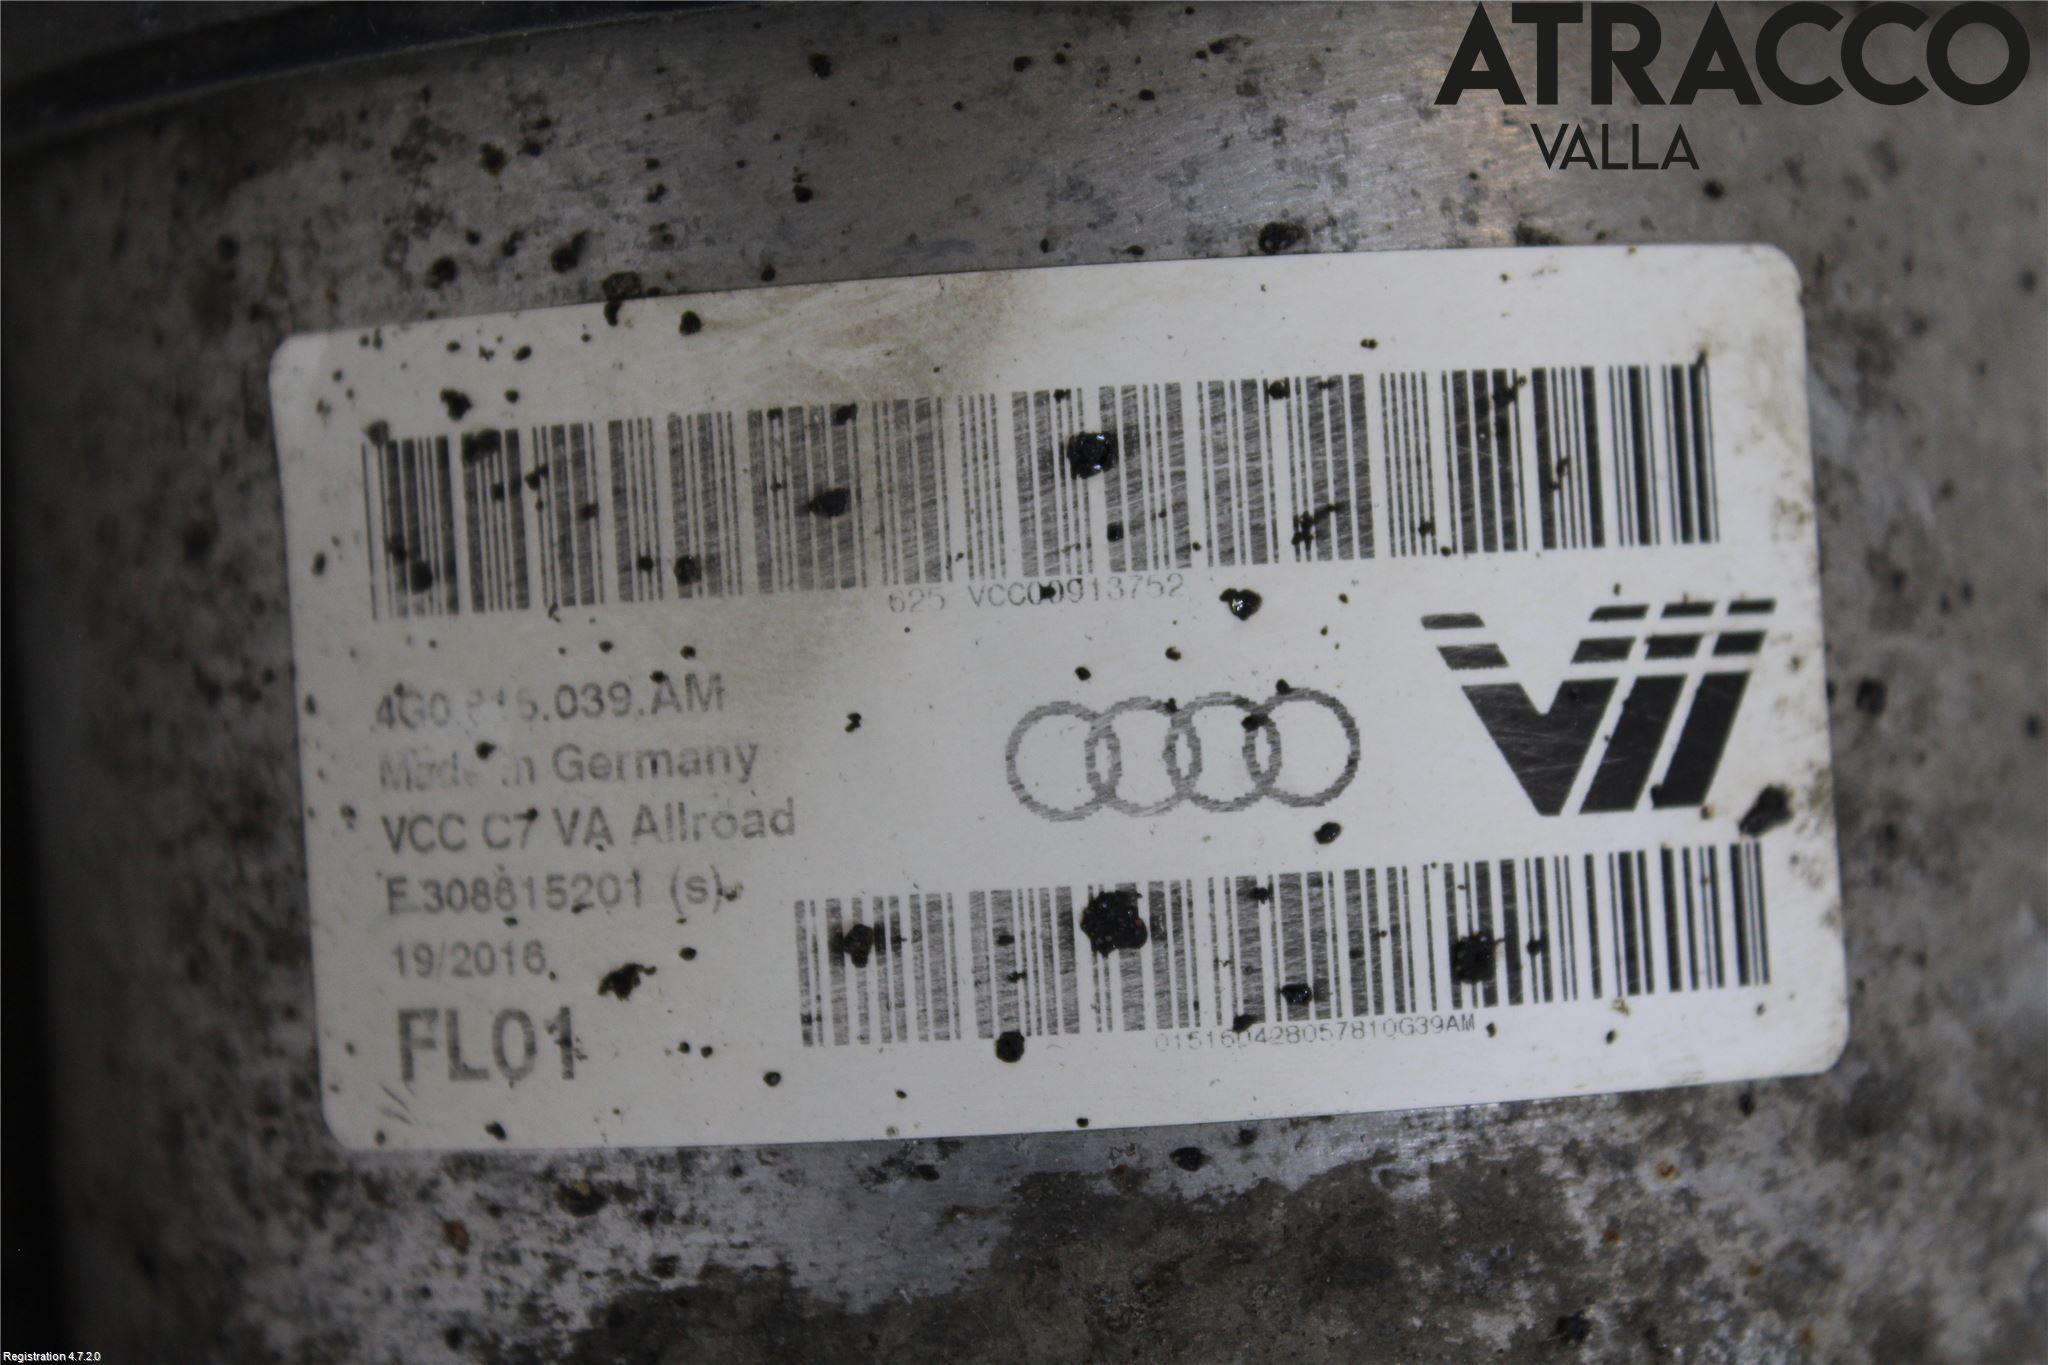 ATRACCO
VALLA
625 VCC00913752
4G0.616.039.AM
Made in Germany
VCC C7 VA Allroad
E.308615201 (s)
19/2016
FL01
015160428057810G39AM
Registration 4.7.2.0